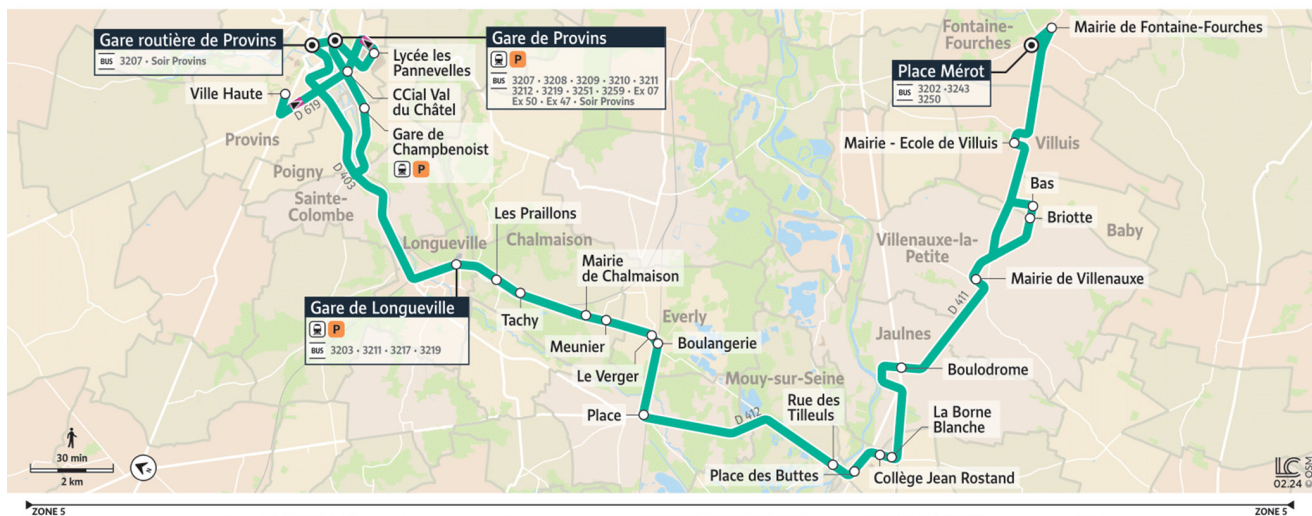 Gare routière de Provins
BUS 3207 • Soir Provins
Gare de Provins
P
BUS 3207 • 3208 • 3209 • 3210 • 3211
3212 • 3219 • 3251 • 3259 • Ex 07
Ex 50 • Ex 47 • Soir Provins
Lycée les
Pannevelles
Ville Haute
CCial Val
du Châtel
D 619
Gare de
Champbenoist
P
Provins
Poigny
D 403
Sainte-
Colombe
Longueville
Chalmaison
Les Praillons
Gare de Longueville
P
BUS 3203 • 3211 • 3217 • 3219
Tachy
Mairie
de Chalmaison
Meunier
Everly
Boulangerie
Le Verger
Place
D 412
Mouy-sur-Seine
Rue des
Tilleuls
Place des Buttes
Collège Jean Rostand
La Borne
Blanche
Boulodrome
Jaulnes
D 411
Mairie de Villenaux​e
Villenauxe-la-
Petite
Baby
Briotte
Bas
Villuis
Mairie - Ecole de Villuis
Place Mérot
BUS 3202 • 3243
3250
Fontaine-
Fourches
Mairie de Fontaine-Fourches
30 min
2 km
LC
02.24
© OSM
ZONE 5
ZONE 5